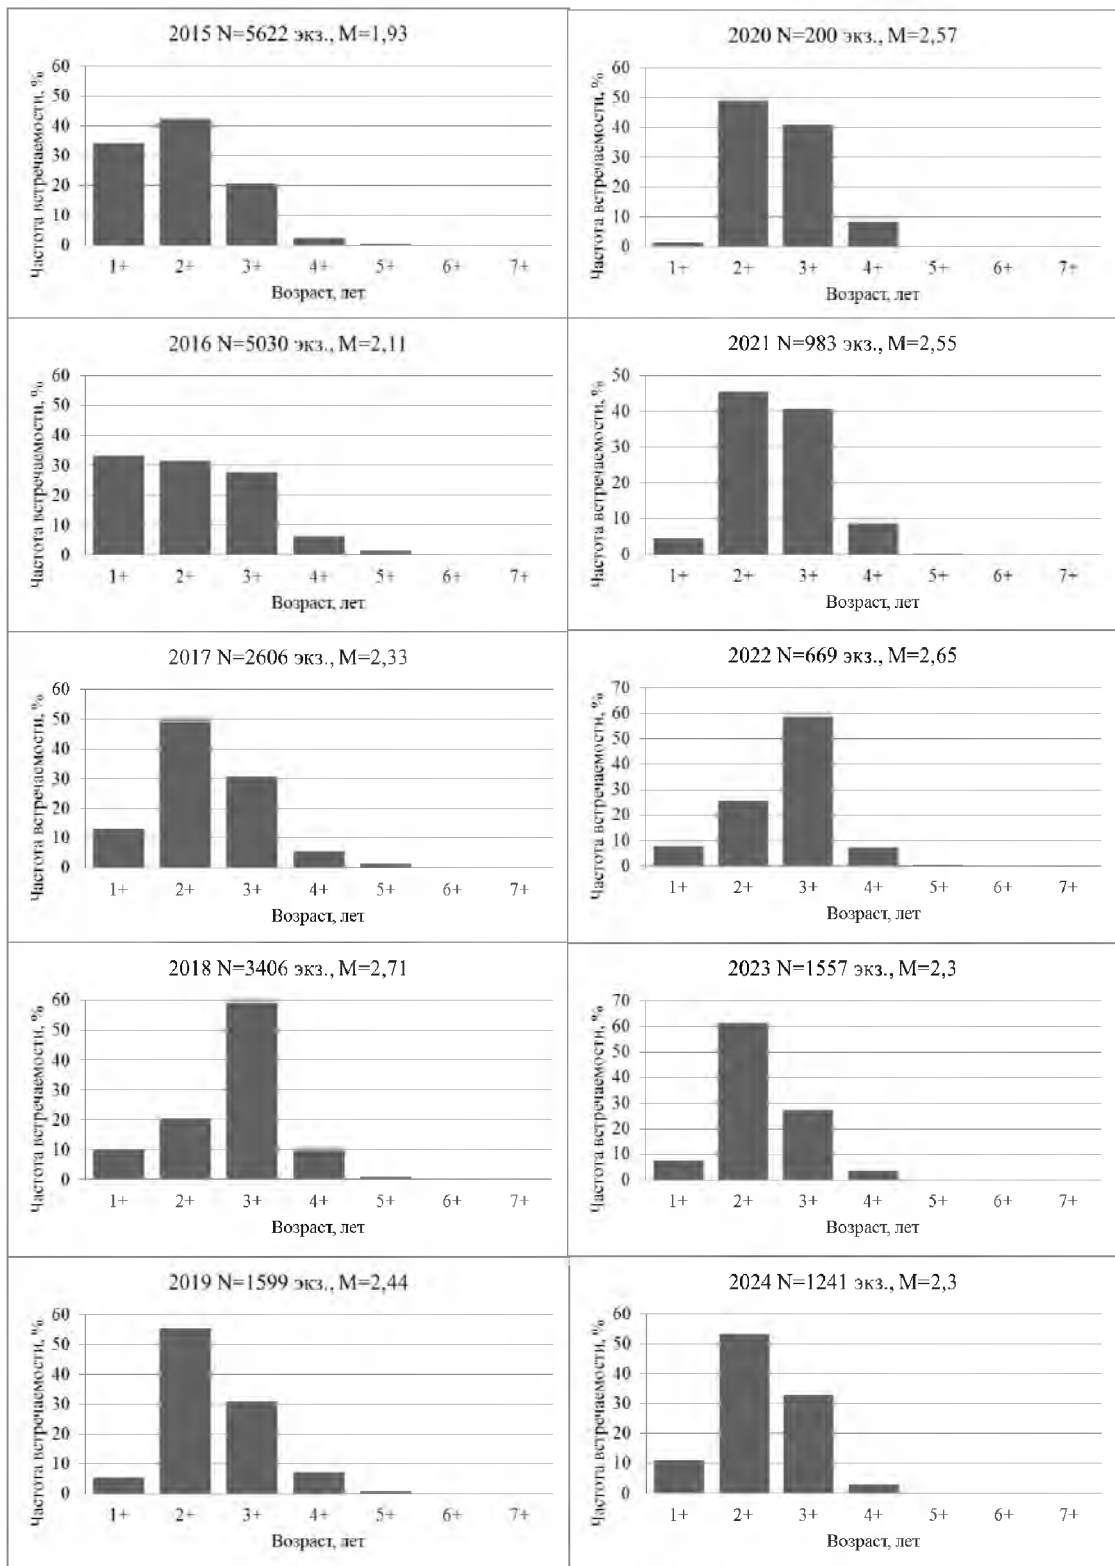 2015 N=5622 экз., M=1,93
Частота встречаемости, %
60
50
40
30
20
10
0
1+ 2+ 3+ 4+ 5+ 6+ 7+
Возраст, лет
2016 N=5030 экз., M=2,11
Частота встречаемости, %
60
50
40
30
20
10
0
1+ 2+ 3+ 4+ 5+ 6+ 7+
Возраст, лет
2017 N=2606 экз., M=2,33
Частота встречаемости, %
60
50
40
30
20
10
0
1+ 2+ 3+ 4+ 5+ 6+ 7+
Возраст, лет
2018 N=3406 экз., M=2,71
Частота встречаемости, %
60
50
40
30
20
10
0
1+ 2+ 3+ 4+ 5+ 6+ 7+
Возраст, лет
2019 N=1599 экз., M=2,44
Частота встречаемости, %
60
50
40
30
20
10
0
1+ 2+ 3+ 4+ 5+ 6+ 7+
Возраст, лет
2020 N=200 экз., M=2,57
Частота встречаемости, %
60
50
40
30
20
10
0
1+ 2+ 3+ 4+ 5+ 6+ 7+
Возраст, лет
2021 N=983 экз., M=2,55
Частота встречаемости, %
50
40
30
20
10
0
1+ 2+ 3+ 4+ 5+ 6+ 7+
Возраст, лет
2022 N=669 экз., M=2,65
Частота встречаемости, %
70
60
50
40
30
20
10
0
1+ 2+ 3+ 4+ 5+ 6+ 7+
Возраст, лет
2023 N=1557 экз., M=2,3
Частота встречаемости, %
70
60
50
40
30
20
10
0
1+ 2+ 3+ 4+ 5+ 6+ 7+
Возраст, лет
2024 N=1241 экз., M=2,3
Частота встречаемости, %
60
50
40
30
20
10
0
1+ 2+ 3+ 4+ 5+ 6+ 7+
Возраст, лет